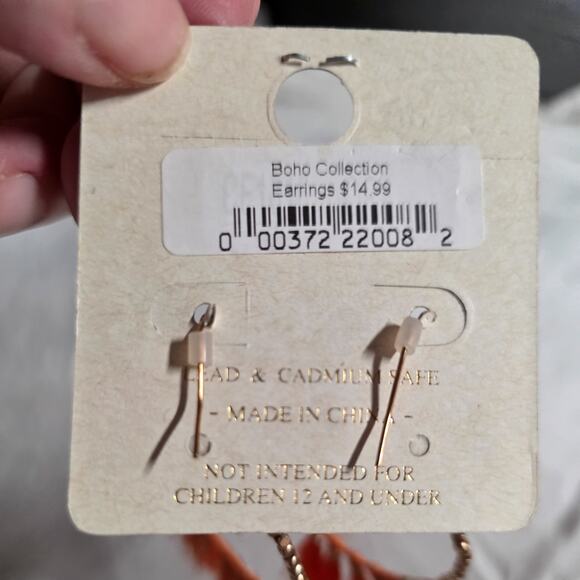 Boho Collection
Earrings $14.99
0 00372 22008 2
LEAD & CADMIUM SAFE
- MADE IN CHINA -
NOT INTENDED FOR
CHILDREN 12 AND UNDER